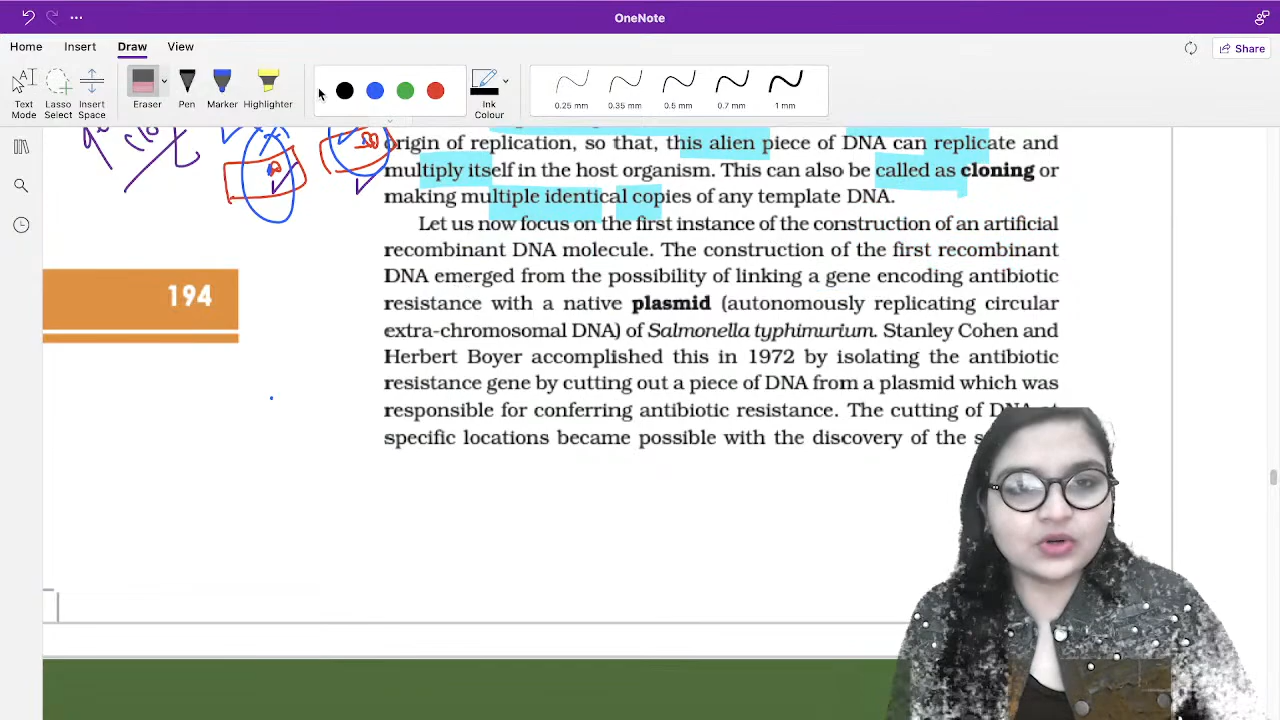 OneNote
Home
Insert
Draw
View
Share
Text
Mode
Lasso
Select
Insert
Space
Eraser
Pen
Marker
Highlighter
Ink
Colour
0.25 mm
0.35 mm
0.5 mm
0.7 mm
1 mm
origin of replication, so that, this alien piece of DNA can replicate and
multiply itself in the host organism. This can also be called as cloning or
making multiple identical copies of any template DNA.
Let us now focus on the first instance of the construction of an artificial
recombinant DNA molecule. The construction of the first recombinant
DNA emerged from the possibility of linking a gene encoding antibiotic
resistance with a native plasmid (autonomously replicating circular
extra-chromosomal DNA) of Salmonella typhimurium. Stanley Cohen and
Herbert Boyer accomplished this in 1972 by isolating the antibiotic
resistance gene by cutting out a piece of DNA from a plasmid which was
responsible for conferring antibiotic resistance. The cutting of DNA at
specific locations became possible with the discovery of the
194